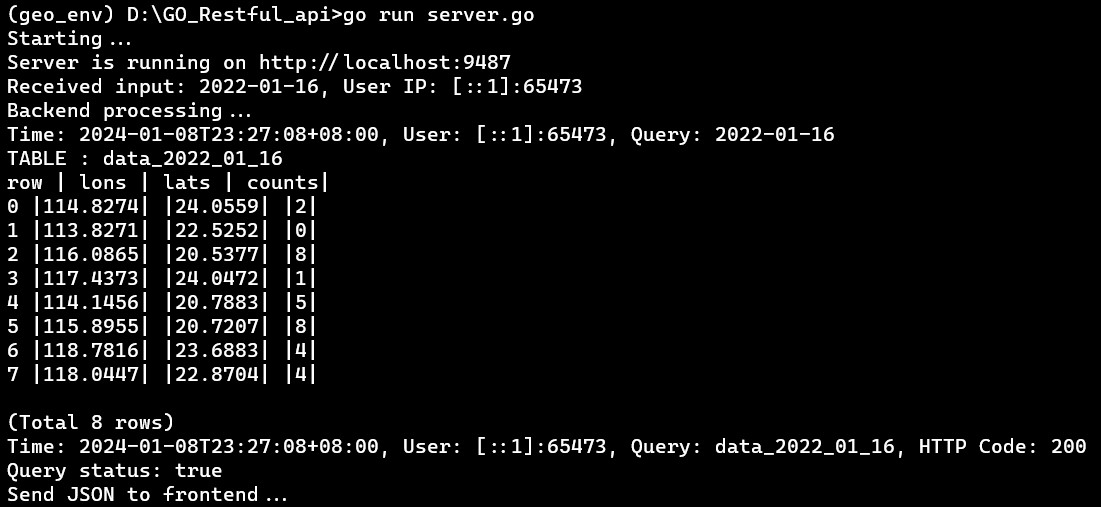 (geo_env) D:\GO_Restful_api>go run server.go
Starting...
Server is running on http://localhost:9487
Received input: 2022-01-16, User IP: [::1]:65473
Backend processing...
Time: 2024-01-08T23:27:08+08:00, User: [::1]:65473, Query: 2022-01-16
TABLE : data_2022_01_16
row | lons | lats | counts|
0 |114.8274| |24.0559| |2|
1 |113.8271| |22.5252| |0|
2 |116.0865| |20.5377| |8|
3 |117.4373| |24.0472| |1|
4 |114.1456| |20.7883| |5|
5 |115.8955| |20.7207| |8|
6 |118.7816| |23.6883| |4|
7 |118.0447| |22.8704| |4|
(Total 8 rows)
Time: 2024-01-08T23:27:08+08:00, User: [::1]:65473, Query: data_2022_01_16, HTTP Code: 200
Query status: true
Send JSON to frontend...